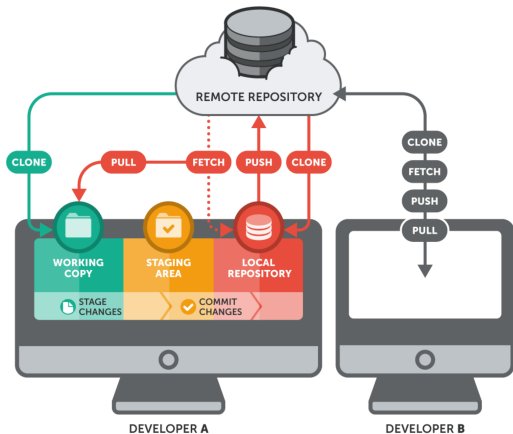 REMOTE REPOSITORY
CLONE
PULL
FETCH
PUSH
CLONE
CLONE
FETCH
PUSH
PULL
WORKING
COPY
STAGING
AREA
LOCAL
REPOSITORY
STAGE
CHANGES
COMMIT
CHANGES
DEVELOPER A
DEVELOPER B